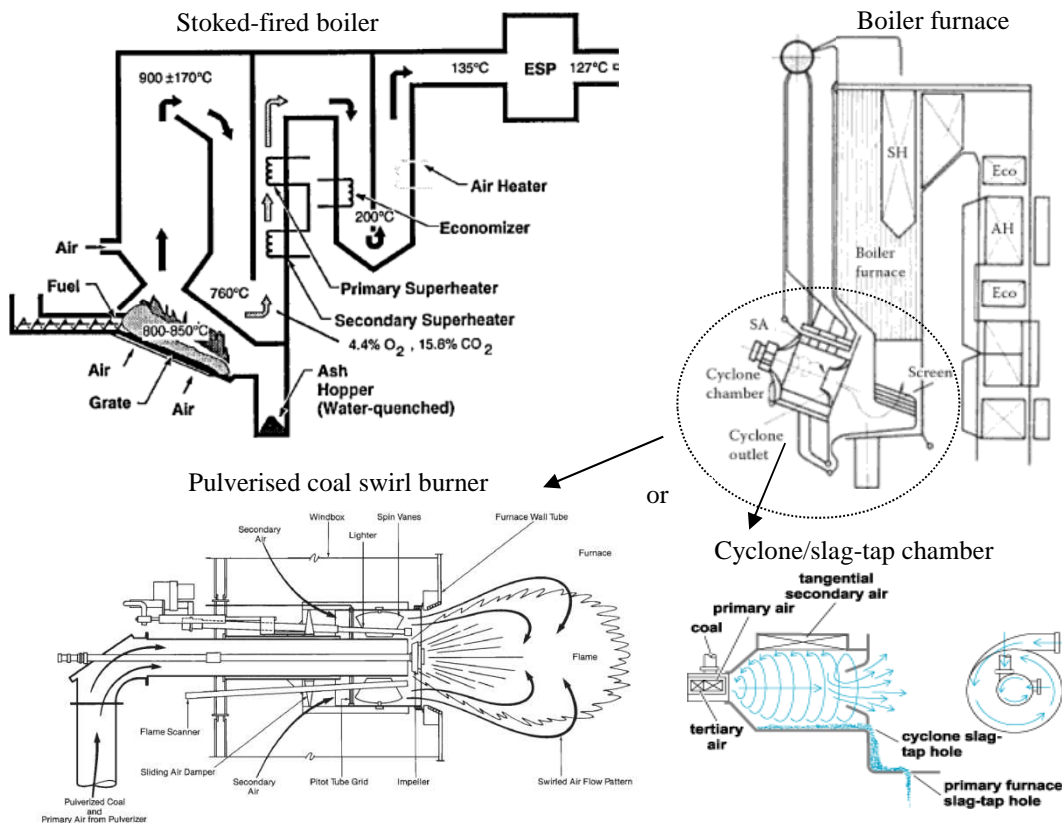 Stoked-fired boiler
900 ±170°C
135°C
ESP
127°C
Air Heater
200°C
Economizer
Air
Fuel
760°C
Primary Superheater
800-850°C
Secondary Superheater
4.4% O2 , 15.8% CO2
Air
Grate
Air
Ash
Hopper
(Water-quenched)
Boiler furnace
SH
Eco
AH
Boiler
furnace
Eco
SA
Screen
Cyclone
chamber
Cyclone
outlet
or
Pulverised coal swirl burner
Windbox
Spin Vanes
Furnace Wall Tube
Secondary
Air
Lighter
Furnace
Flame
Flame Scanner
Sliding Air Damper
Secondary
Air
Pitot Tube Grid
Impeller
Swirled Air Flow Pattern
Pulverized Coal
and
Primary Air from Pulverizer
Cyclone/slag-tap chamber
tangential
secondary air
primary air
coal
tertiary
air
cyclone slag-
tap hole
primary furnace
slag-tap hole